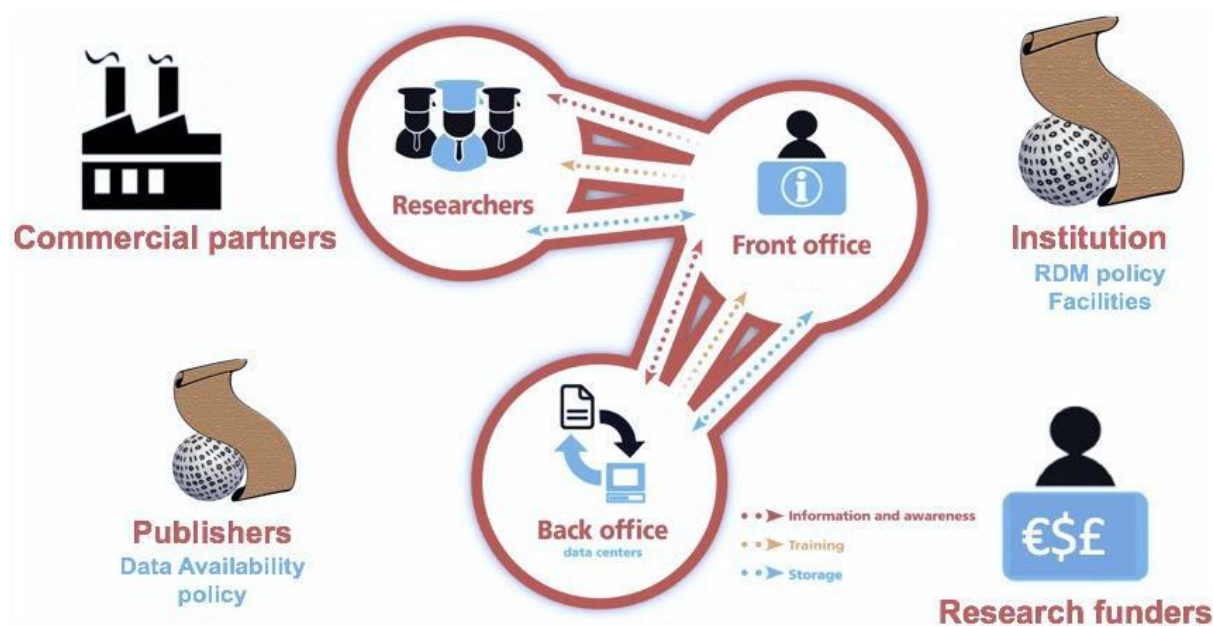 Researchers
Commercial partners
Front office
Institution
RDM policy
Facilities
Publishers
Data Availability
policy
Back office
data centers
Information and awareness
Training
Storage
€$£
Research funders